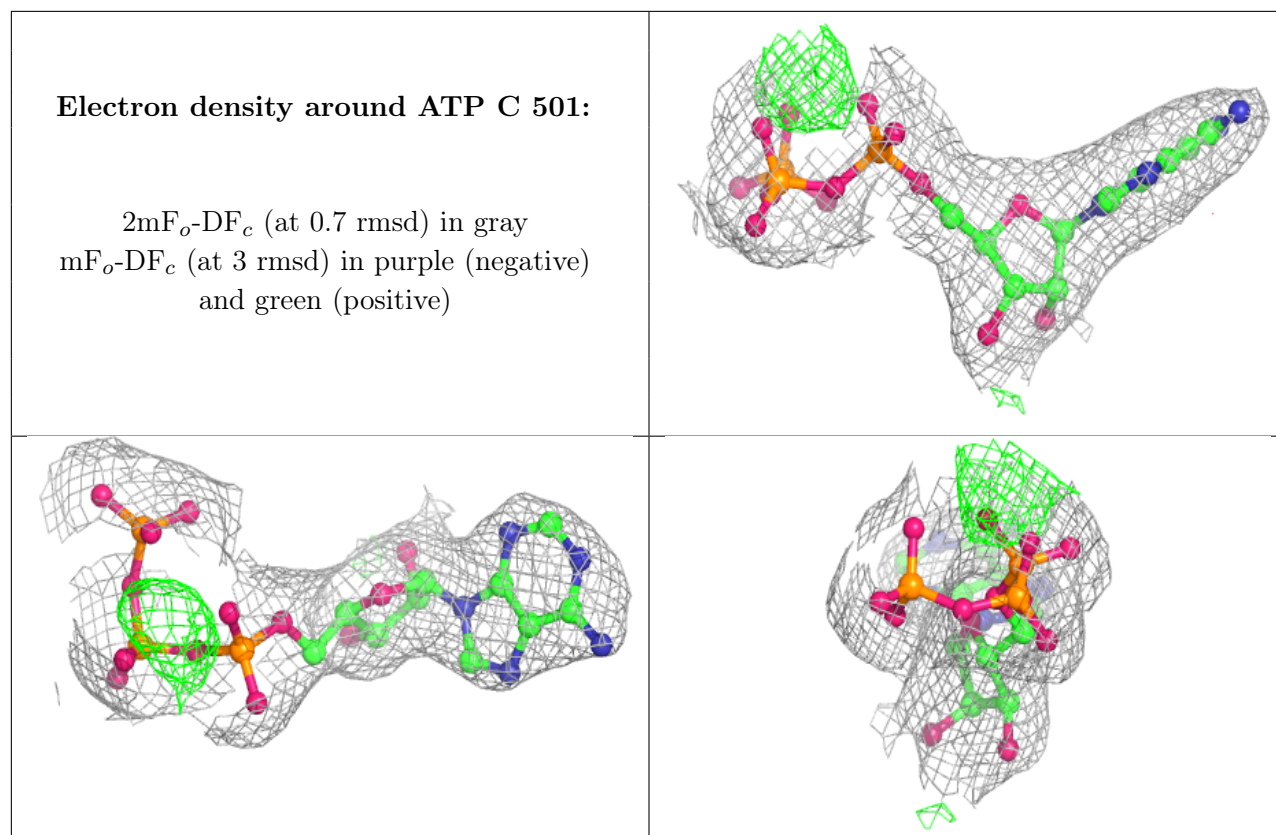 Electron density around ATP C 501:
2mFo-DFc (at 0.7 rmsd) in gray
mFo-DFc (at 3 rmsd) in purple (negative)
and green (positive)